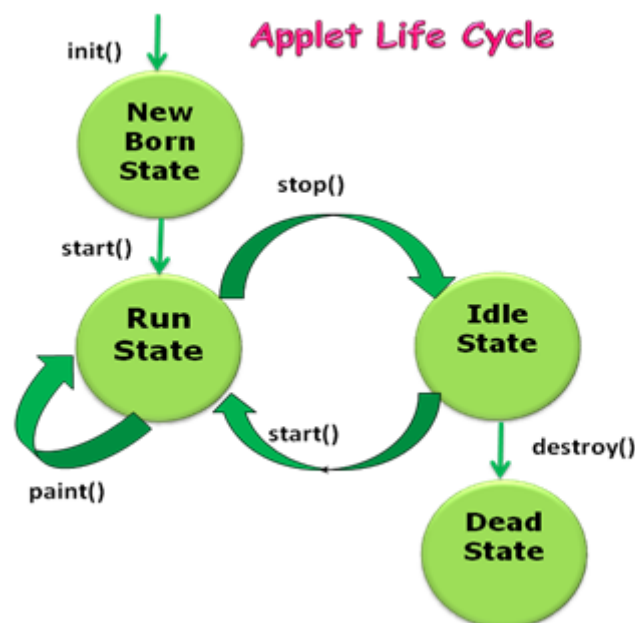 Applet Life Cycle
init()
New
Born
State
stop()
start()
Run
State
Idle
State
start()
paint()
destroy()
Dead
State